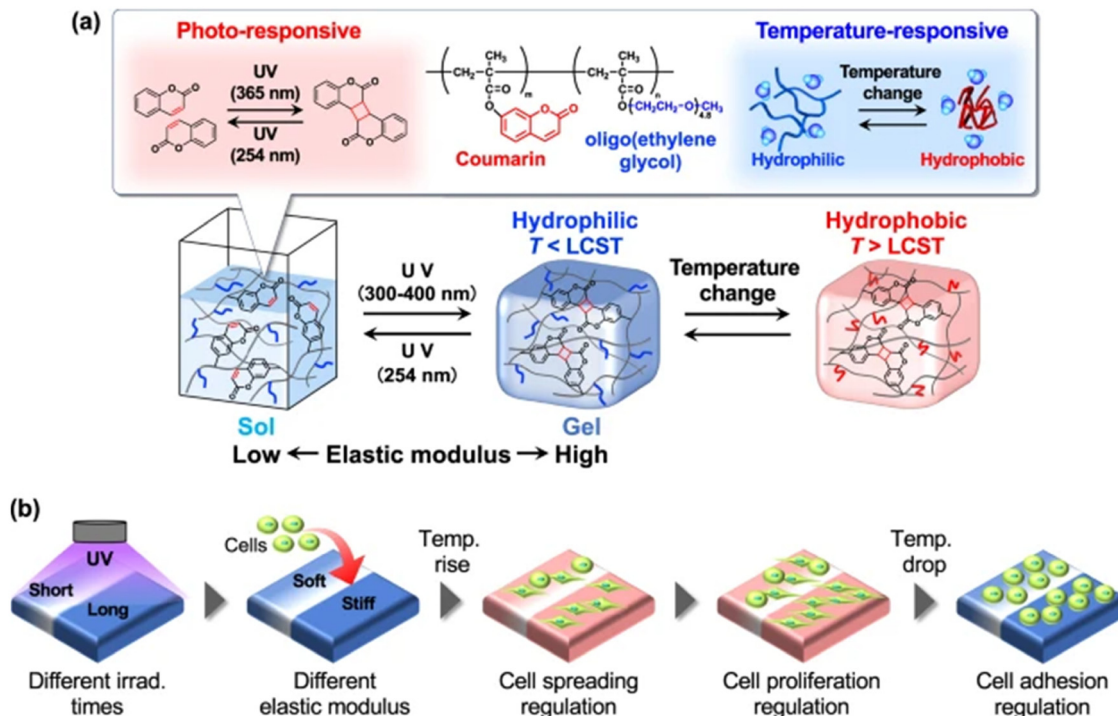 (a)
Photo-responsive
UV
(365 nm)
UV
(254 nm)
CH₃
CH₂ C
m
C=O
O
Coumarin
CH₃
CH₂ C
n
C=O
O(CH₂CH₂-O)4.5CH₃
oligo(ethylene
glycol)
Temperature-responsive
Temperature
change
Hydrophilic
Hydrophobic
U V
(300-400 nm)
U V
(254 nm)
Hydrophilic
T < LCST
Temperature
change
Hydrophobic
T > LCST
Sol
Gel
Low ← Elastic modulus → High
(b)
UV
Short
Long
Different irrad.
times
Cells
Soft
Stiff
Different
elastic modulus
Temp.
rise
Cell spreading
regulation
Cell proliferation
regulation
Temp.
drop
Cell adhesion
regulation